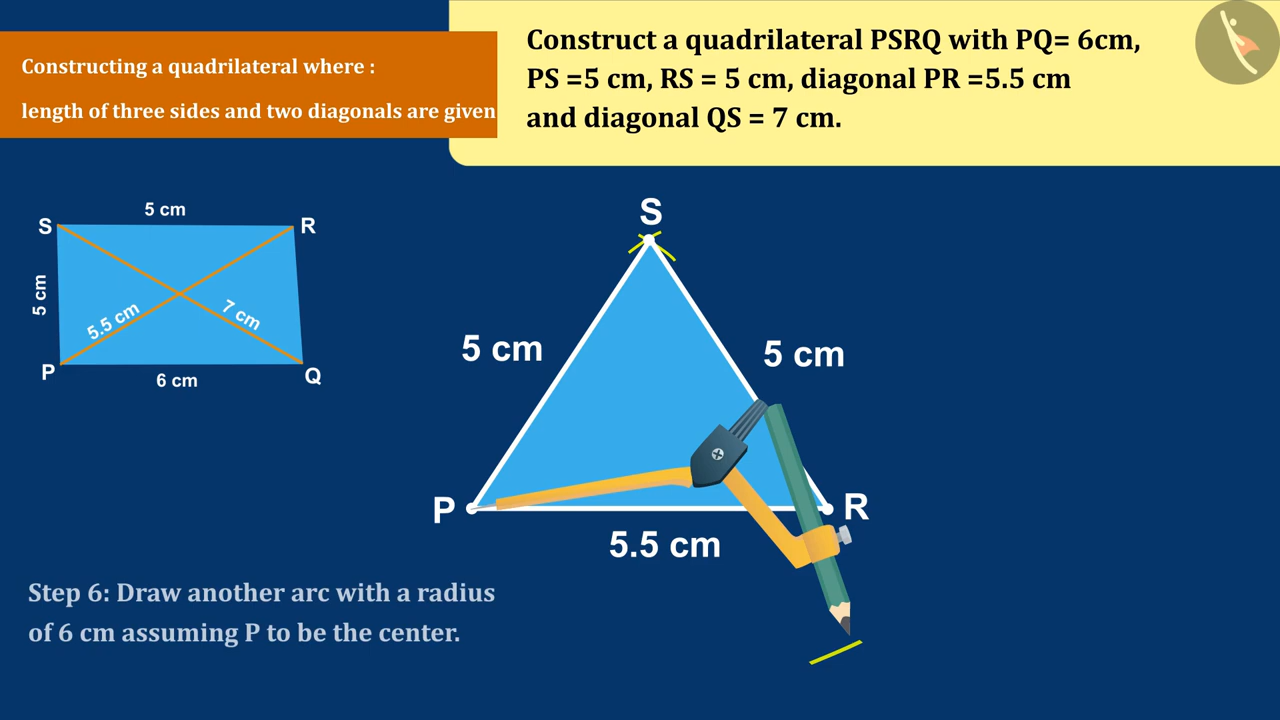 Constructing a quadrilateral where :
length of three sides and two diagonals are given
Construct a quadrilateral PSRQ with PQ= 6cm,
PS =5 cm, RS = 5 cm, diagonal PR =5.5 cm
and diagonal QS = 7 cm.
5 cm
S
R
5 cm
5.5 cm
7 cm
P
6 cm
Q
S
5 cm
5 cm
P
R
5.5 cm
Step 6: Draw another arc with a radius
of 6 cm assuming P to be the center.